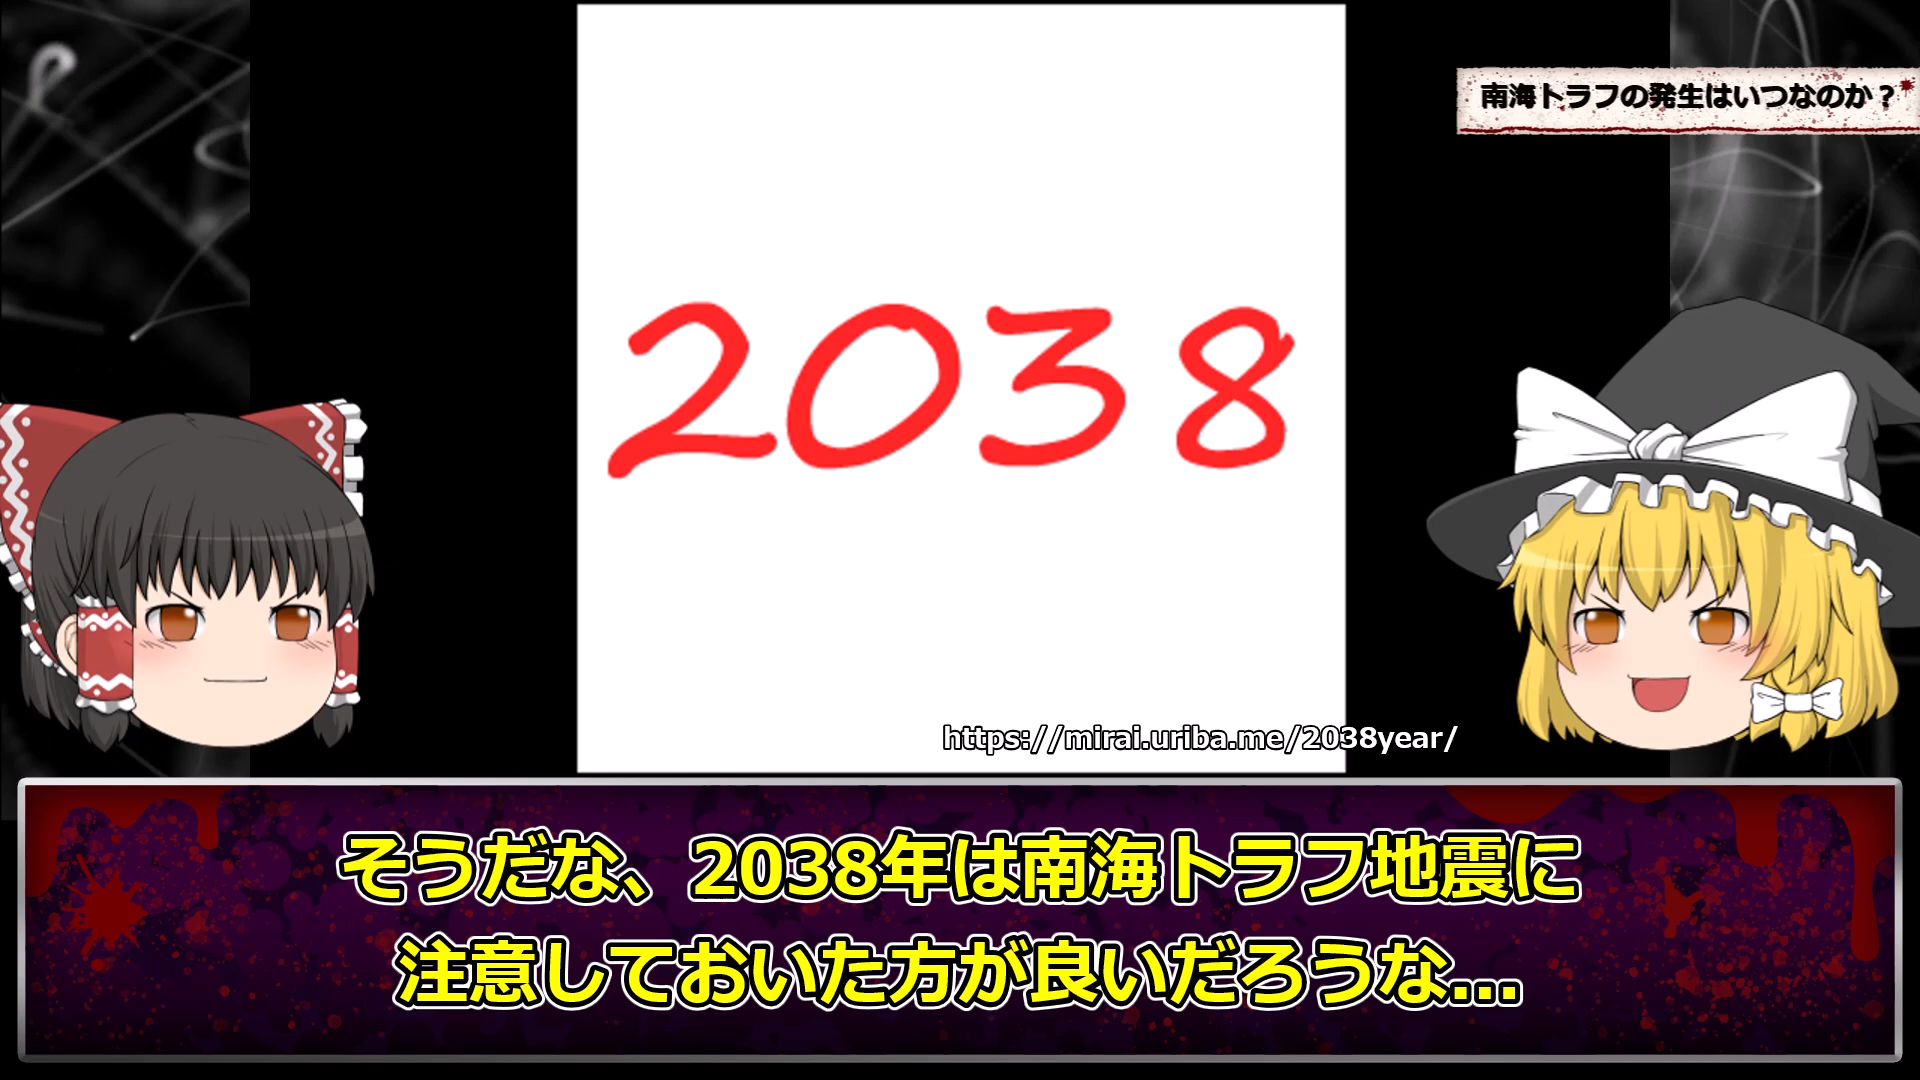 南海トラフの発生はいつなのか？
2038
https://mirai.uriba.me/2038year/
そうだな、2038年は南海トラフ地震に
注意しておいた方が良いだろうな...